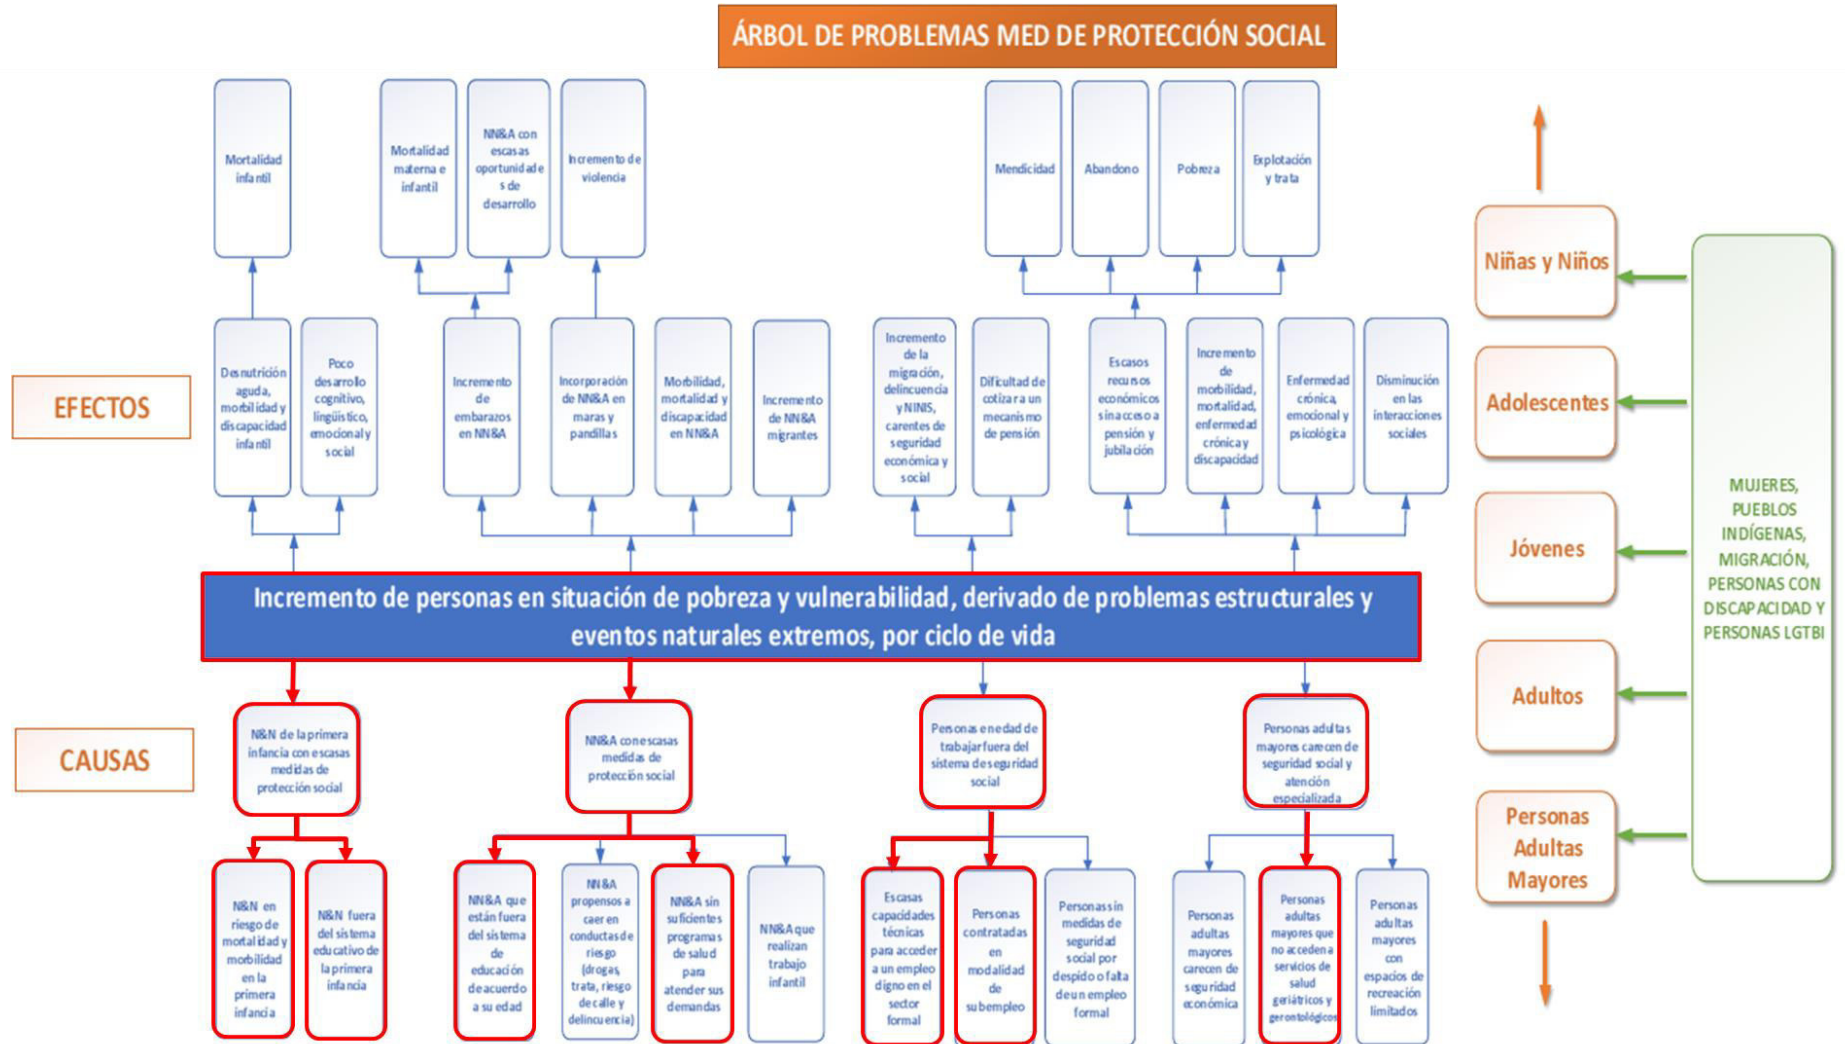 ÁRBOL DE PROBLEMAS MED DE PROTECCIÓN SOCIAL
Mortalidad
infantil
Mortalidad
materna e
infantil
NN&A con
escasas
oportunidade
s de
desarrollo
Incremento de
violencia
Mendicidad
Abandono
Pobreza
Explotación
y trata
EFECTOS
Desnutrición
aguda,
morbilidad y
discapacidad
infantil
Poco
desarrollo
cognitivo,
lingüístico,
emocional y
social
Incremento
de
embarazos
en NN&A
Incorporación
de NN&A en
maras y
pandillas
Morbilidad,
mortalidad y
discapacidad
en NN&A
Incremento
de NN&A
migrantes
Incremento
de la
migración,
delincuencia
y NINIS,
carentes de
seguridad
económica y
social
Dificultad de
cotizar a un
mecanismo
de pensión
Escasos
recursos
económicos
sin acceso a
pensión y
jubilación
Incremento
de
morbilidad,
mortalidad,
enfermedad
crónica y
discapacidad
Enfermedad
crónica,
emocional y
psicológica
Disminución
en las
interacciones
sociales
Incremento de personas en situación de pobreza y vulnerabilidad, derivado de problemas estructurales y
eventos naturales extremos, por ciclo de vida
CAUSAS
N&N de la primera
infancia con escasas
medidas de
protección social
NN&A con escasas
medidas de
protección social
Personas en edad de
trabajar fuera del
sistema de seguridad
social
Personas adultas
mayores carecen de
seguridad social y
atención
especializada
N&N en
riesgo de
mortalidad y
morbilidad
en la
primera
infancia
N&N fuera
del sistema
educativo de
la primera
infancia
NN&A que
están fuera
del sistema
de
educación
de acuerdo
a su edad
NN&A
propensos a
caer en
conductas de
riesgo
(drogas,
trata, riesgo
de calle y
delincuencia)
NN&A sin
suficientes
programas
de salud
para
atender sus
demandas
NN&A que
realizan
trabajo
infantil
Escasas
capacidades
técnicas
para acceder
a un empleo
digno en el
sector
formal
Personas
contratadas
en
modalidad
de
subempleo
Personas sin
medidas de
seguridad
social por
despido o falta
de un empleo
formal
Personas
adultas
mayores
carecen de
seguridad
económica
Personas
adultas
mayores que
no acceden a
servicios de
salud
geriátricos y
gerontológicos
Personas
adultas
mayores
con
espacios de
recreación
limitados
Niñas y Niños
Adolescentes
Jóvenes
Adultos
Personas
Adultas
Mayores
MUJERES,
PUEBLOS
INDÍGENAS,
MIGRACIÓN,
PERSONAS CON
DISCAPACIDAD Y
PERSONAS LGTBI